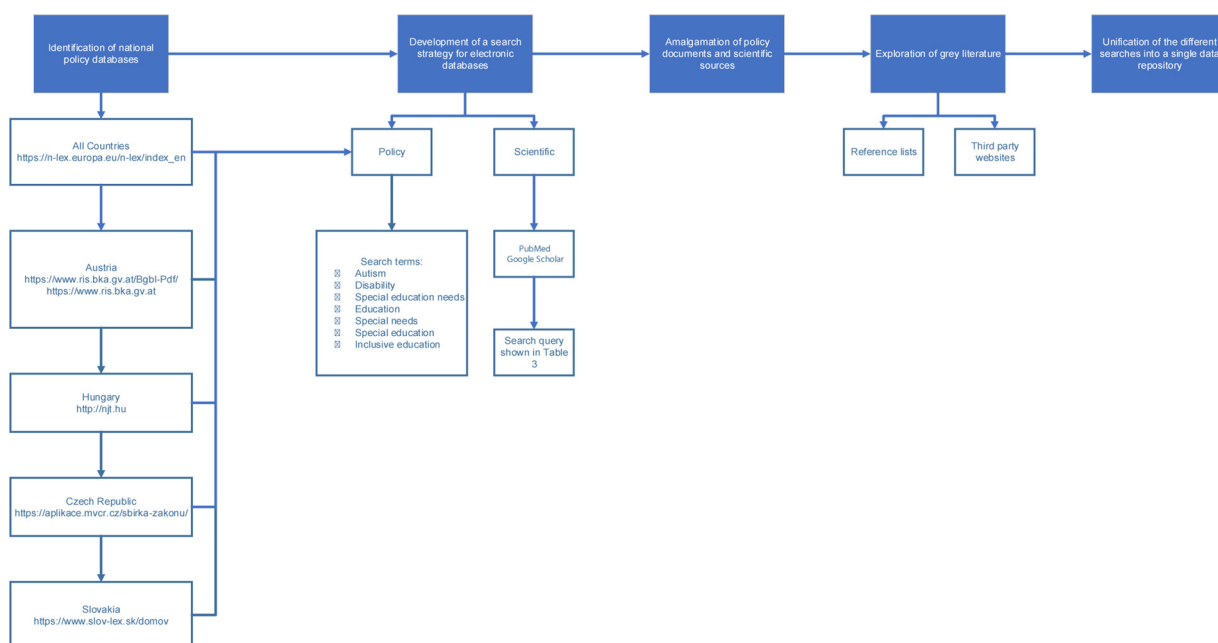 Identification of national
policy databases
Development of a search
strategy for electronic
databases
Amalgamation of policy
documents and scientific
sources
Exploration of grey literature
Unification of the different
searches into a single data
repository
All Countries
https://n-lex.europa.eu/n-lex/index_en
Policy
Scientific
Reference lists
Third party
websites
Austria
https://www.ris.bka.gv.at/Bgbl-Pdf/
https://www.ris.bka.gv.at
Search terms:
Autism
Disability
Special education needs
Education
Special needs
Special education
Inclusive education
PubMed
Google Scholar
Search query
shown in Table
3
Hungary
http://njt.hu
Czech Republic
https://aplikace.mvcr.cz/sbirka-zakonu/
Slovakia
https://www.slov-lex.sk/domov